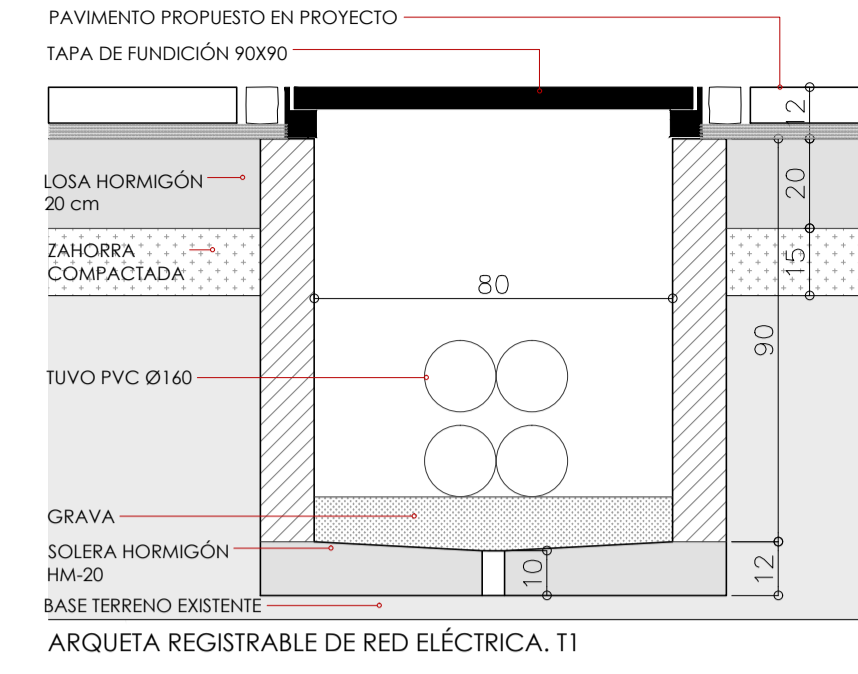 PAVIMENTO PROPUESTO EN PROYECTO
TAPA DE FUNDICIÓN 90X90
12
LOSA HORMIGÓN
20 cm
20
ZAHORRA
COMPACTADA
15
80
90
TUVO PVC Ø160
GRAVA
SOLERA HORMIGÓN
HM-20
10
12
BASE TERRENO EXISTENTE
ARQUETA REGISTRABLE DE RED ELÉCTRICA. T1